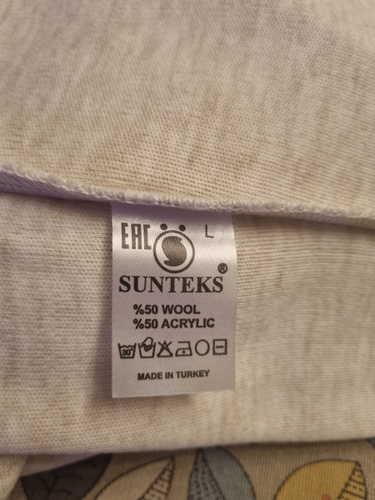 EAC L
SUNTEKS ®
%50 WOOL
%50 ACRYLIC
MADE IN TURKEY